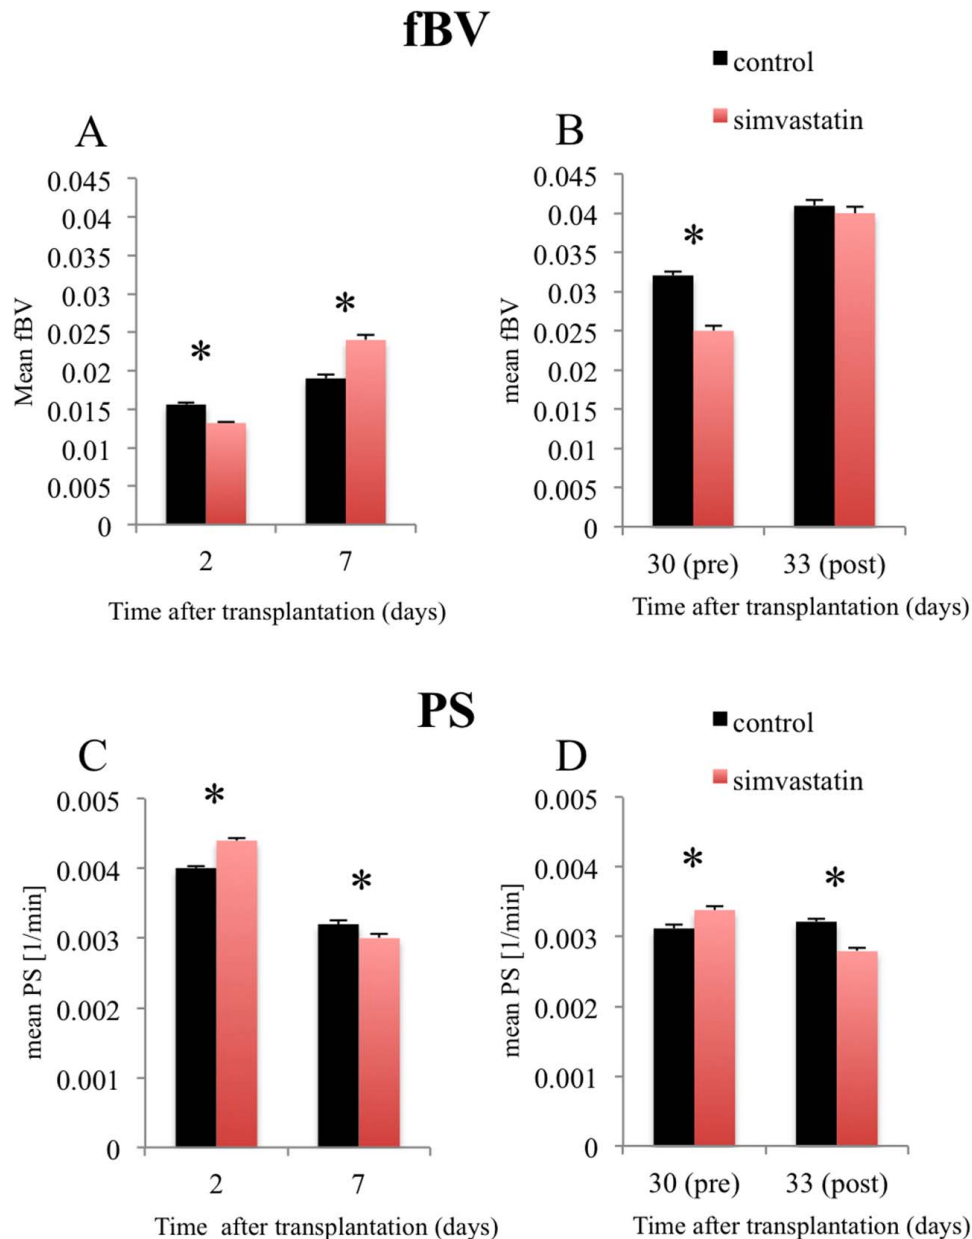 fBV
control
simvastatin
A
B
0.045
0.04
0.035
0.03
0.025
0.02
0.015
0.01
0.005
0
Mean fBV
*
*
2
7
Time after transplantation (days)
0.045
0.04
0.035
0.03
0.025
0.02
0.015
0.01
0.005
0
mean fBV
*
30 (pre)
33 (post)
Time after transplantation (days)
PS
control
simvastatin
C
D
0.005
0.004
0.003
0.002
0.001
0
mean PS [1/min]
*
*
2
7
Time after transplantation (days)
0.005
0.004
0.003
0.002
0.001
0
mean PS [1/min]
*
*
30 (pre)
33 (post)
Time after transplantation (days)